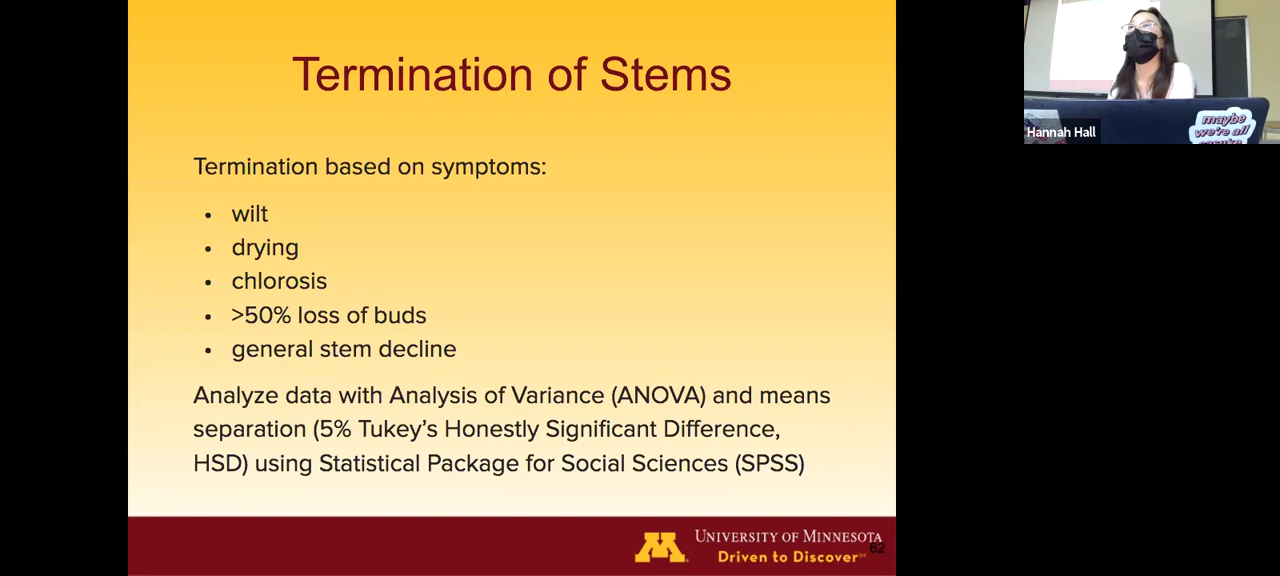 Termination of Stems
Termination based on symptoms:
• wilt
• drying
• chlorosis
• >50% loss of buds
• general stem decline
Analyze data with Analysis of Variance (ANOVA) and means
separation (5% Tukey's Honestly Significant Difference,
HSD) using Statistical Package for Social Sciences (SPSS)
UNIVERSITY OF MINNESOTA
Driven to Discover
62
Hannah Hall
maybe
we're all